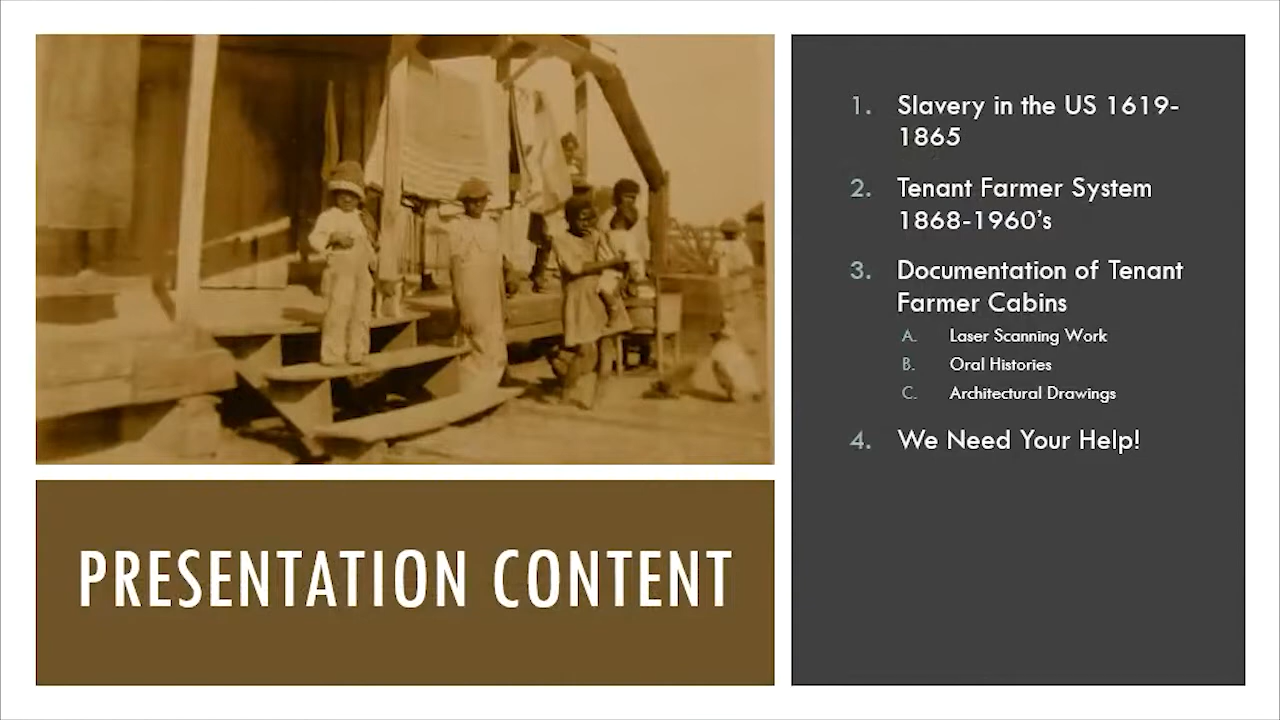 1. Slavery in the US 1619-
1865
2. Tenant Farmer System
1868-1960’s
3. Documentation of Tenant
Farmer Cabins
A. Laser Scanning Work
B. Oral Histories
C. Architectural Drawings
4. We Need Your Help!
PRESENTATION CONTENT